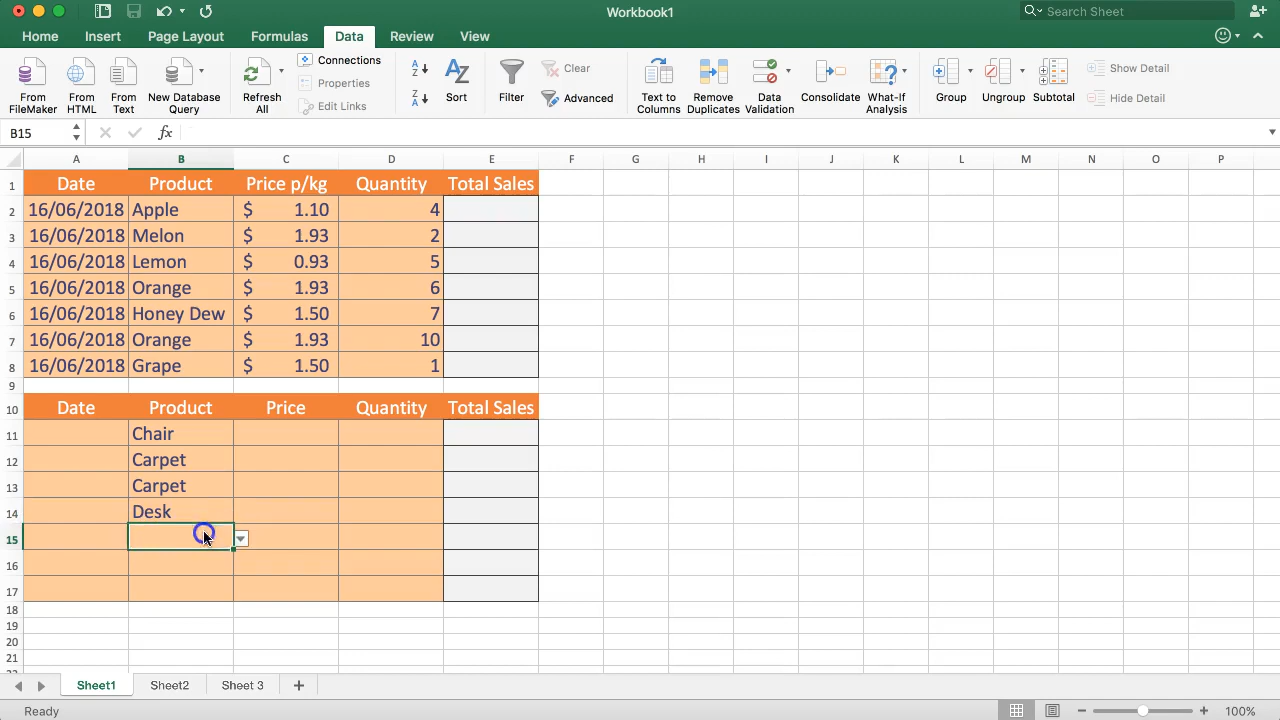 Workbook1
Search Sheet
Home Insert Page Layout Formulas Data Review View
From FileMaker
From HTML
From Text
New Database Query
Refresh All
Connections
Properties
Edit Links
Sort
Filter
Clear
Advanced
Text to Columns
Remove Duplicates
Data Validation
Consolidate
What-If Analysis
Group
Ungroup
Subtotal
Show Detail
Hide Detail
B15 fx
A B C D E F G H I J K L M N O P
1 Date Product Price p/kg Quantity Total Sales
2 16/06/2018 Apple $ 1.10 4
3 16/06/2018 Melon $ 1.93 2
4 16/06/2018 Lemon $ 0.93 5
5 16/06/2018 Orange $ 1.93 6
6 16/06/2018 Honey Dew $ 1.50 7
7 16/06/2018 Orange $ 1.93 10
8 16/06/2018 Grape $ 1.50 1
9
10 Date Product Price Quantity Total Sales
11 Chair
12 Carpet
13 Carpet
14 Desk
15
16
17
18
19
20
21
Sheet1 Sheet2 Sheet 3
Ready 100%